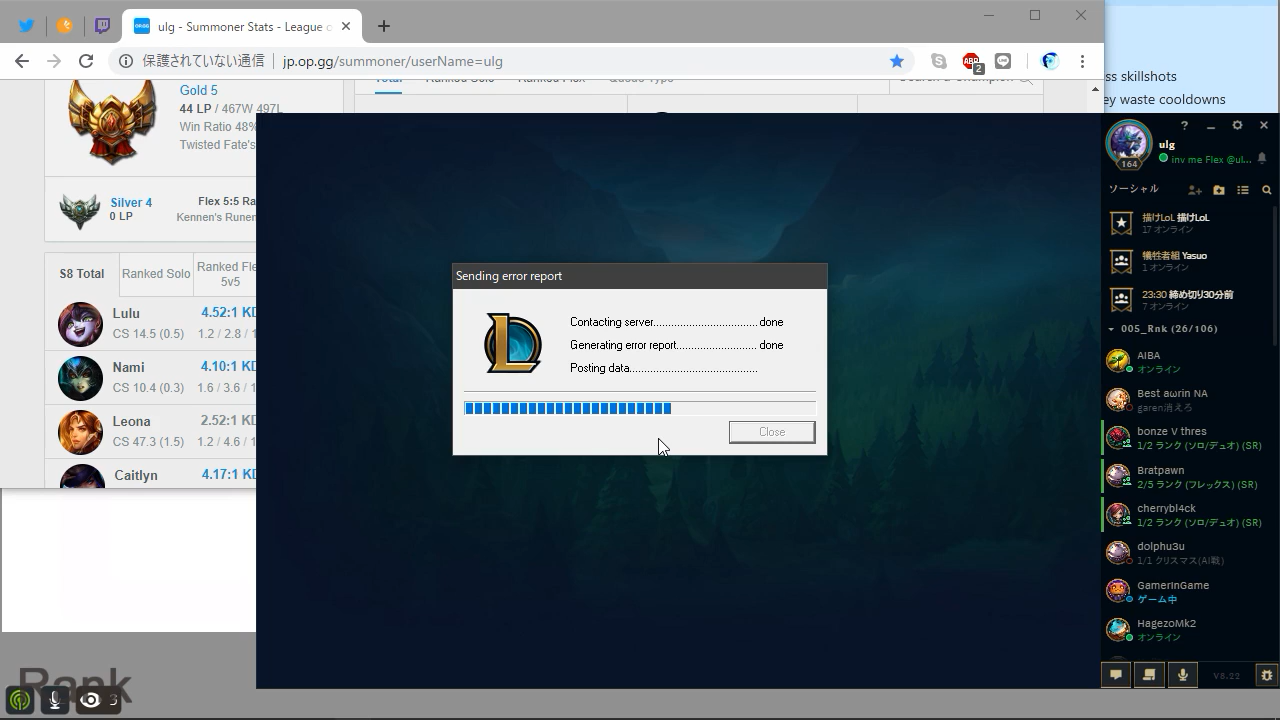 ulg - Summoner Stats - League o
保護されていない通信
jp.op.gg/summoner/userName=ulg
ABP
2
Gold 5
44 LP / 467W 497L
Win Ratio 48%
Twisted Fate's
Silver 4
0 LP
Flex 5:5 Ra
Kennen's Runen
S8 Total
Ranked Solo
Ranked Fle
5v5
Lulu
4.52:1 KD
CS 14.5 (0.5)
1.2 / 2.8 / 1
Nami
4.10:1 KD
CS 10.4 (0.3)
1.6 / 3.6 / 1
Leona
2.52:1 KD
CS 47.3 (1.5)
1.2 / 4.6 / 1
Caitlyn
4.17:1 KD
Total
Ranked Solo
Ranked Flex
Queue Type
Search a Champion
ss skillshots
ey waste cooldowns
Sending error report
Contacting server................................. done
Generating error report.......................... done
Posting data.........................................
Close
164
ulg
inv me Flex @ul...
ソーシャル
描けLoL 描けLoL
17 オンライン
犠牲者組 Yasuo
1 オンライン
23:30 締め切り30分前
7 オンライン
005_Rnk (26/106)
AIBA
オンライン
Best aωrin NA
garen消えろ
bonze V thres
1/2 ランク (ソロ/デュオ) (SR)
Bratpawn
2/5 ランク (フレックス) (SR)
cherrybl4ck
1/2 ランク (ソロ/デュオ) (SR)
dolphu3u
1/1 クリスマス(AI戦)
GamerInGame
ゲーム中
HagezoMk2
オンライン
V8.22
Rank
3